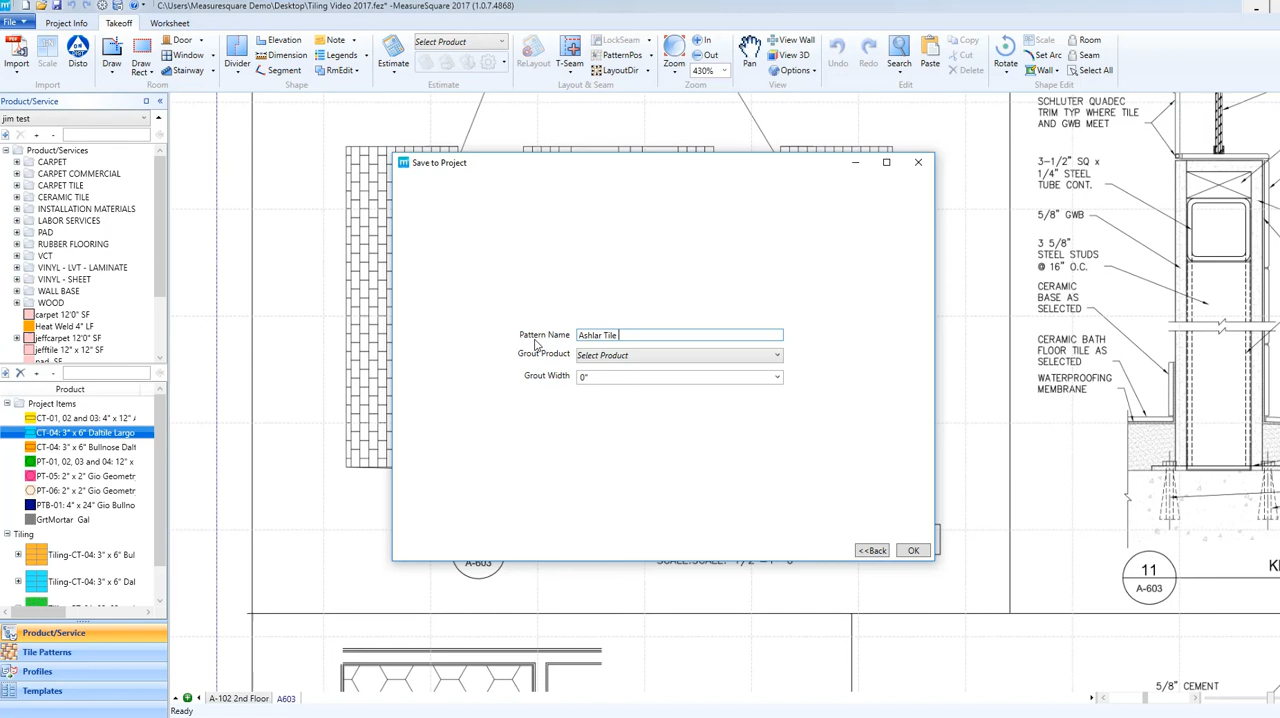 C:\Users\Measuresquare Demo\Desktop\Tiling Video 2017.fez* -MeasureSquare 2017 (1.0.7.4868)
File Project Info Takeoff Worksheet
Import Scale Disto
Import
Draw Draw Rect Door
Window
Stairway
Room
Divider Elevation
Dimension
Segment
Note
Legends
RmEdit
Shape
Estimate Select Product
Estimate
ReLayout T-Seam LockSeam
PatternPos
LayoutDir
Layout & Seam
Zoom In
Out
430%
Zoom
Pan View Wall
View 3D
Options
View
Undo Redo Search Paste Copy
Cut
Delete
Edit
Rotate Scale
Set Arc
Wall
Room
Seam
Select All
Shape Edit
Product/Service
jim test
Product/Services
CARPET
CARPET COMMERCIAL
CARPET TILE
CERAMIC TILE
INSTALLATION MATERIALS
LABOR SERVICES
PAD
RUBBER FLOORING
VCT
VINYL - LVT - LAMINATE
VINYL - SHEET
WALL BASE
WOOD
carpet 12'0" SF
Heat Weld 4" LF
jeffcarpet 12'0" SF
jefftile 12" x 12" SF
Product
Project Items
CT-01, 02 and 03: 4" x 12"
CT-04: 3" x 6" Daltile Largo
CT-04: 3" x 6" Bullnose Dalt
PT-01, 02, 03 and 04: 12" x
PT-05: 2" x 2" Gio Geometr
PT-06: 2" x 2" Gio Geometr
PTB-01: 4" x 24" Gio Bullno
GrtMortar Gal
Tiling
Tiling-CT-04: 3" x 6" Bul
Tiling-CT-04: 3" x 6" Dal
Product/Service
Tile Patterns
Profiles
Templates
Ready
A-102 2nd Floor A603
Save to Project
Pattern Name Ashlar Tile
Grout Product Select Product
Grout Width 0"
<<Back OK
A-603
SCALE:SCALE: 1/2"=1'-0"
SCHLUTER QUADEC
TRIM TYP WHERE TILE
AND GWB MEET
3-1/2" SQ x
1/4" STEEL
TUBE CONT.
5/8" GWB
3 5/8"
STEEL STUDS
@ 16" O.C.
CERAMIC
BASE AS
SELECTED
CERAMIC BATH
FLOOR TILE AS
SELECTED
WATERPROOFING
MEMBRANE
11
A-603
5/8" CEMENT